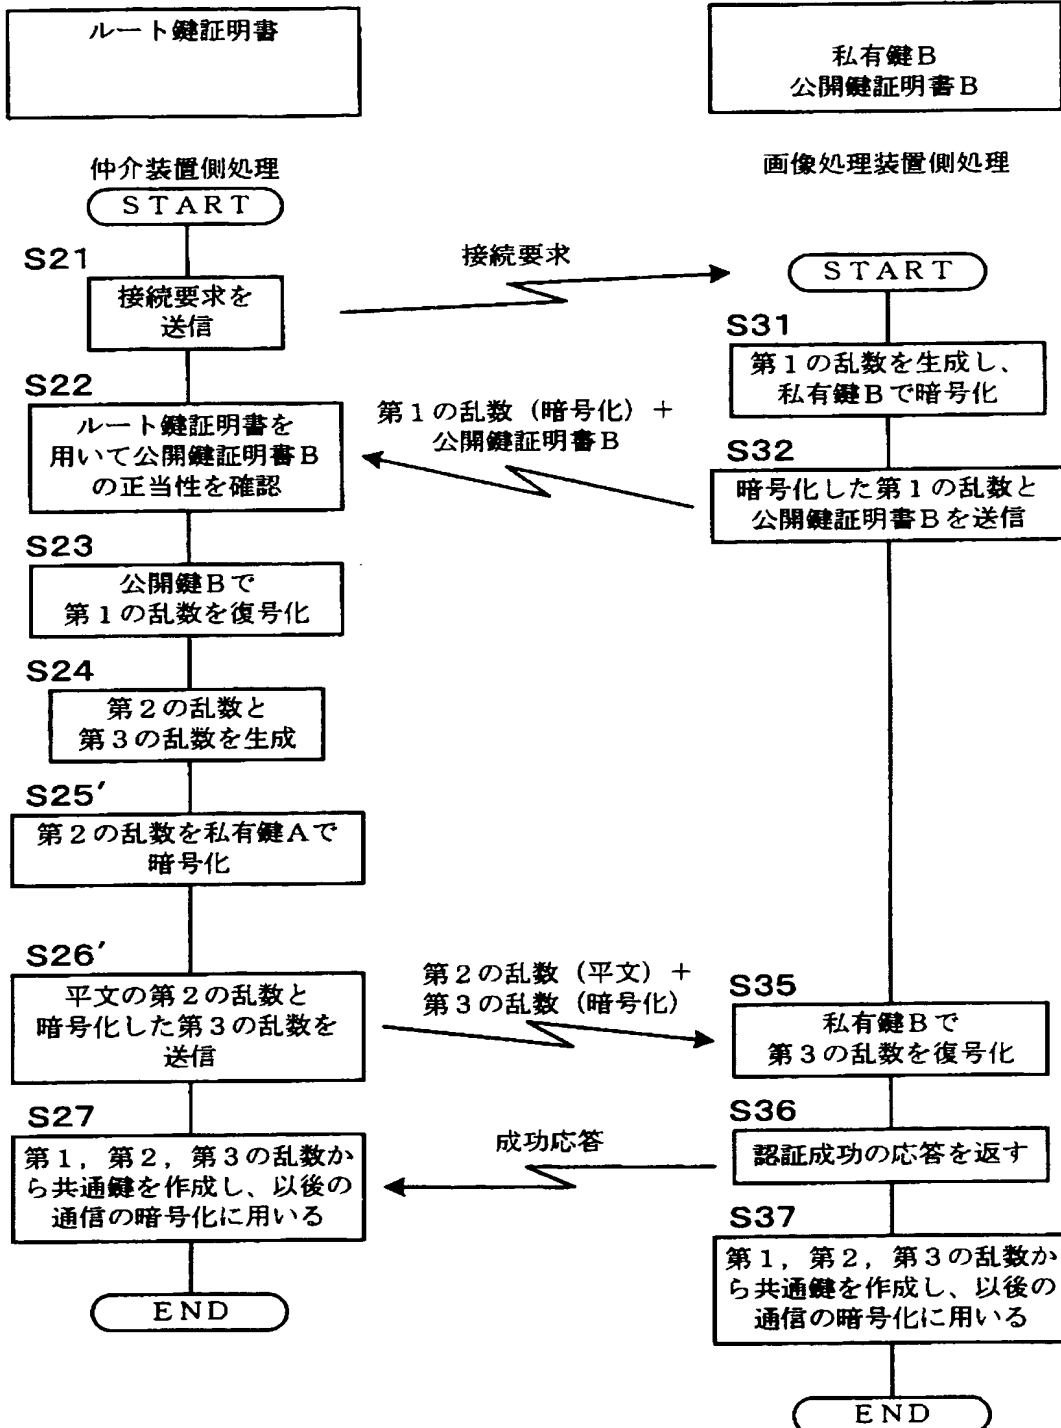 ルート鍵証明書
私有鍵B
公開鍵証明書B
仲介装置側処理
画像処理装置側処理
START
S21
接続要求を
送信
接続要求
START
S31
第1の乱数を生成し、
私有鍵Bで暗号化
S22
ルート鍵証明書を
用いて公開鍵証明書B
の正当性を確認
第1の乱数（暗号化）＋
公開鍵証明書B
S32
暗号化した第1の乱数と
公開鍵証明書Bを送信
S23
公開鍵Bで
第1の乱数を復号化
S24
第2の乱数と
第3の乱数を生成
S25′
第2の乱数を私有鍵Aで
暗号化
S26′
平文の第2の乱数と
暗号化した第3の乱数を
送信
第2の乱数（平文）＋
第3の乱数（暗号化）
S35
私有鍵Bで
第3の乱数を復号化
S36
認証成功の応答を返す
成功応答
S27
第1，第2，第3の乱数か
ら共通鍵を作成し、以後の
通信の暗号化に用いる
S37
第1，第2，第3の乱数か
ら共通鍵を作成し、以後の
通信の暗号化に用いる
END
END